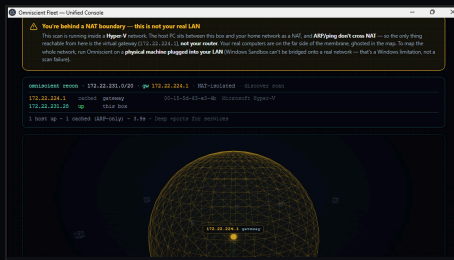 Omniscient Fleet — Unified Console
You're behind a NAT boundary — this is not your real LAN
This scan is running inside a Hyper-V network. The host PC sits between this box and your home network as a NAT, and ARP/ping don't cross NAT — so the only thing
reachable from here is the virtual gateway (172.22.224.1), not your router. Your real computers are on the far side of the membrane, ghosted in the map. To map the
whole network, run Omniscient on a physical machine plugged into your LAN (Windows Sandbox can't be bridged onto a real network — that's a Windows limitation, not a
scan failure).
omniscient recon · 172.22.231.0/20 · gw 172.22.224.1 · NAT-isolated discover scan
172.22.224.1 cached gateway Microsoft Hyper-V
172.22.231.28 up this box
1 host up · 1 cached (ARP-only) · 3.9s · Deep +ports for services
172.22.224.1 gateway